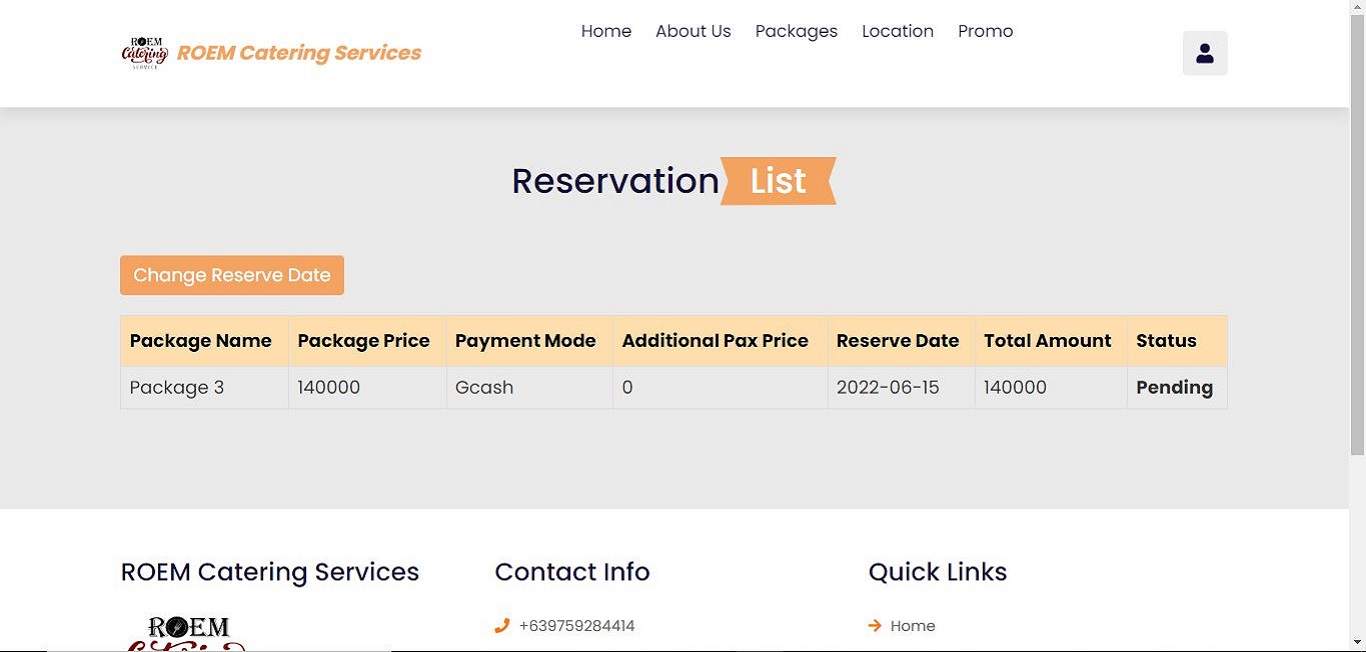 ROEM
Catering
SERVICE
ROEM Catering Services
Home About Us Packages Location Promo
Reservation List
Change Reserve Date
Package Name Package Price Payment Mode Additional Pax Price Reserve Date Total Amount Status
Package 3 140000 Gcash 0 2022-06-15 140000 Pending
ROEM Catering Services Contact Info Quick Links
ROEM
+639759284414
Home